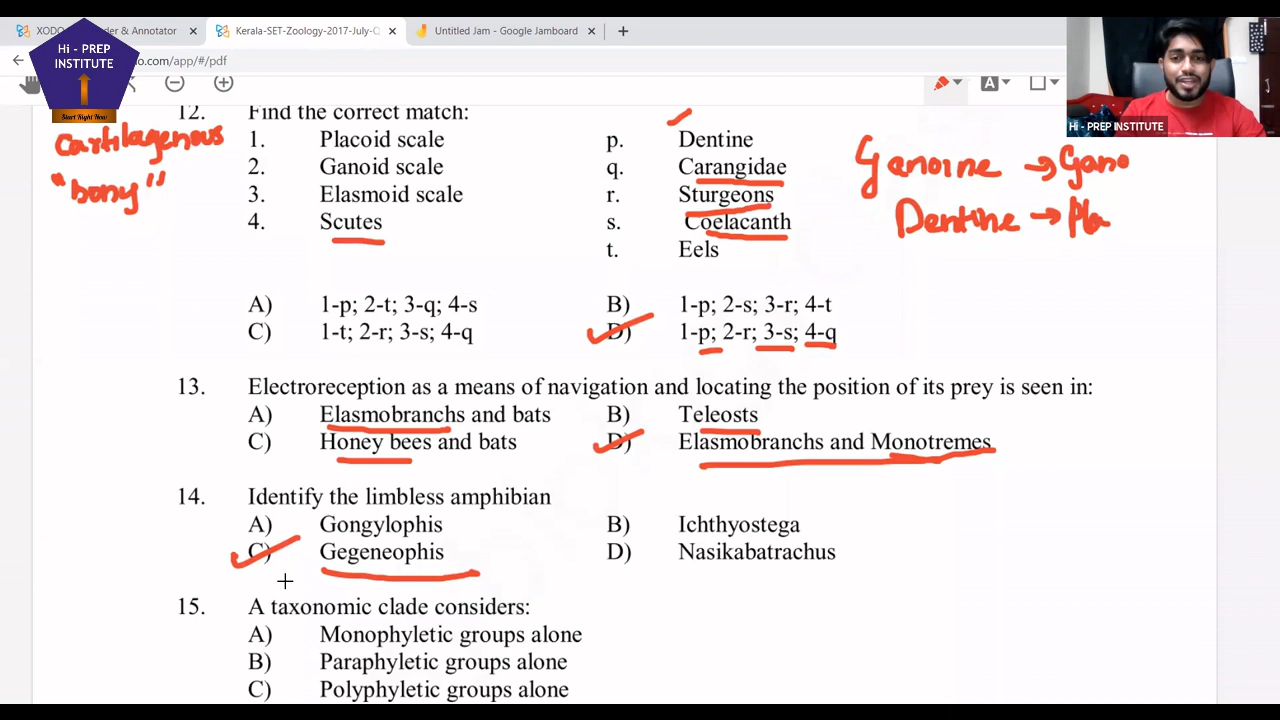 XODO
der & Annotator
Kerala-SET-Zoology-2017-July-Q
Untitled Jam - Google Jamboard
Hi - PREP
INSTITUTE
Start Right Now
o.com/app/#/pdf
A
Hi - PREP INSTITUTE
12. Find the correct match:
1. Placoid scale p. Dentine
2. Ganoid scale q. Carangidae
3. Elasmoid scale r. Sturgeons
4. Scutes s. Coelacanth
t. Eels
Cartilagenous
"bony"
Ganoine → Gano
Dentine → Pla
A) 1-p; 2-t; 3-q; 4-s B) 1-p; 2-s; 3-r; 4-t
C) 1-t; 2-r; 3-s; 4-q D) 1-p; 2-r; 3-s; 4-q
13. Electroreception as a means of navigation and locating the position of its prey is seen in:
A) Elasmobranchs and bats B) Teleosts
C) Honey bees and bats D) Elasmobranchs and Monotremes
14. Identify the limbless amphibian
A) Gongylophis B) Ichthyostega
C) Gegeneophis D) Nasikabatrachus
15. A taxonomic clade considers:
A) Monophyletic groups alone
B) Paraphyletic groups alone
C) Polyphyletic groups alone